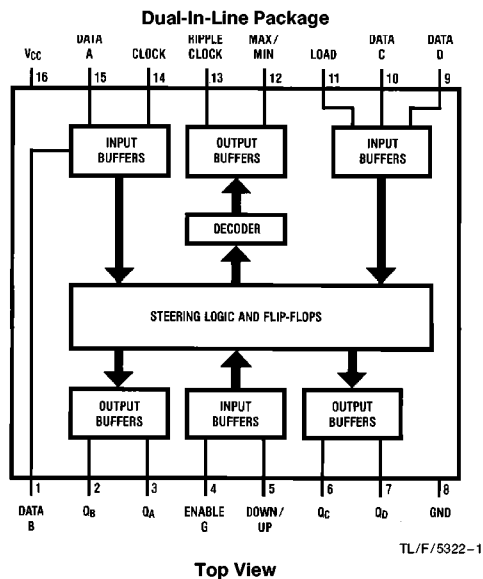 Dual-In-Line Package
VCC
DATA A
CLOCK
RIPPLE CLOCK
MAX/ MIN
LOAD
DATA C
DATA D
16 15 14 13 12 11 10 9
INPUT BUFFERS
OUTPUT BUFFERS
INPUT BUFFERS
DECODER
STEERING LOGIC AND FLIP-FLOPS
OUTPUT BUFFERS
INPUT BUFFERS
OUTPUT BUFFERS
1 2 3 4 5 6 7 8
DATA B
QB
QA
ENABLE G
DOWN/ UP
QC
QD
GND
TL/F/5322–1
Top View